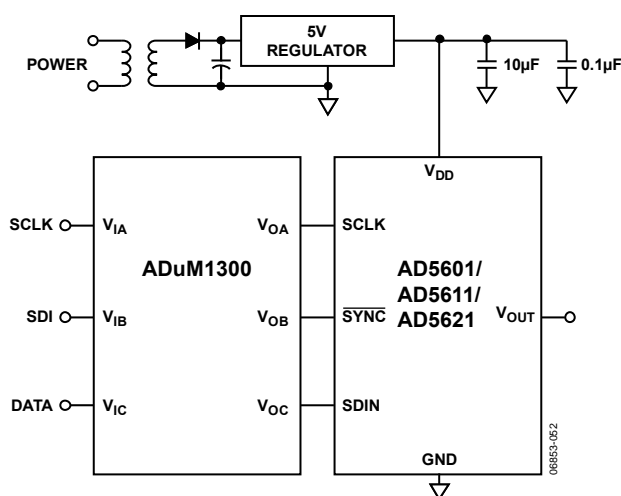 5V
REGULATOR
POWER
10µF
0.1µF
VDD
SCLK
VIA
VOA
SCLK
ADuM1300
AD5601/
AD5611/
AD5621
SDI
VIB
VOB
SYNC
VOUT
DATA
VIC
VOC
SDIN
GND
06853-052